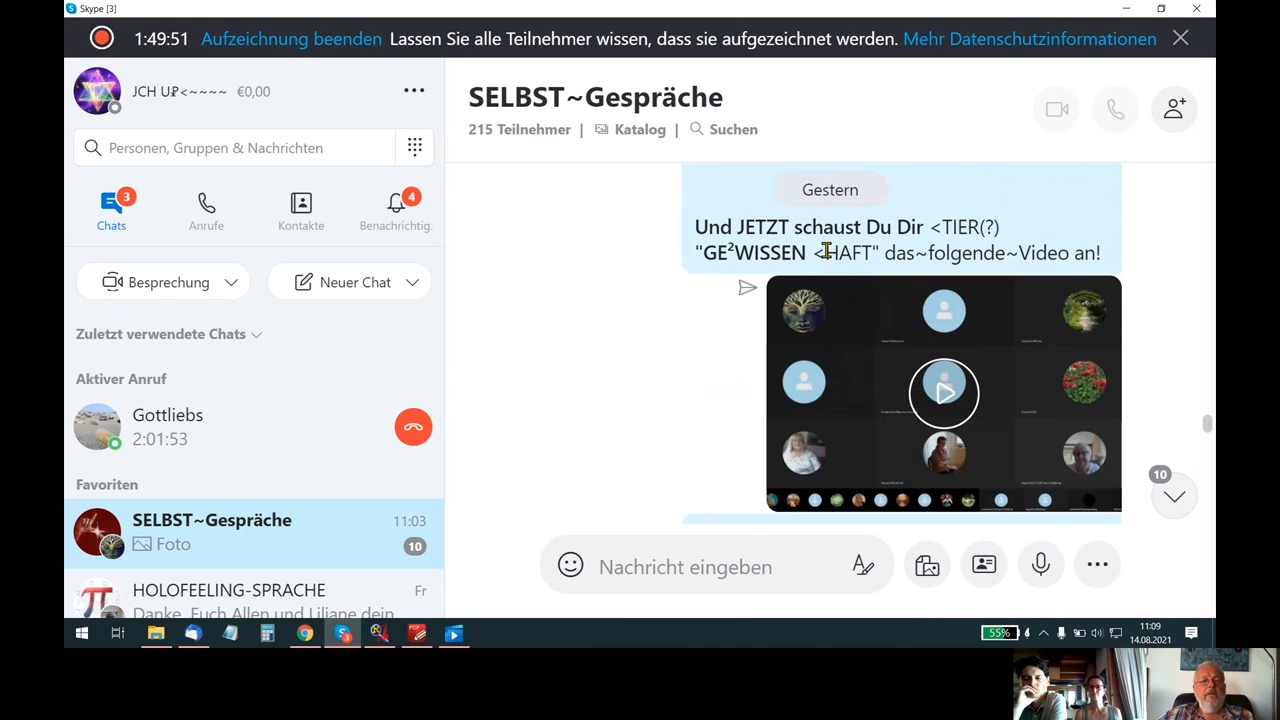 Skype [3]
1:49:51 Aufzeichnung beenden Lassen Sie alle Teilnehmer wissen, dass sie aufgezeichnet werden. Mehr Datenschutzinformationen
€0,00
Personen, Gruppen & Nachrichten
3
4
Chats Anrufe Kontakte Benachrichtig.
Besprechung Neuer Chat
Zuletzt verwendete Chats
Aktiver Anruf
Gottliebs
2:01:53
Favoriten
SELBST~Gespräche 11:03
Foto 10
HOLOFEELING-SPRACHE Fr
Danke, Euch Allen und Liliane dein
SELBST~Gespräche
215 Teilnehmer | Katalog | Suchen
Gestern
Und JETZT schaust Du Dir <TIER(?)
"GE²WISSEN das~folgende~Video an!
10
Nachricht eingeben
55%
11:09
14.08.2021